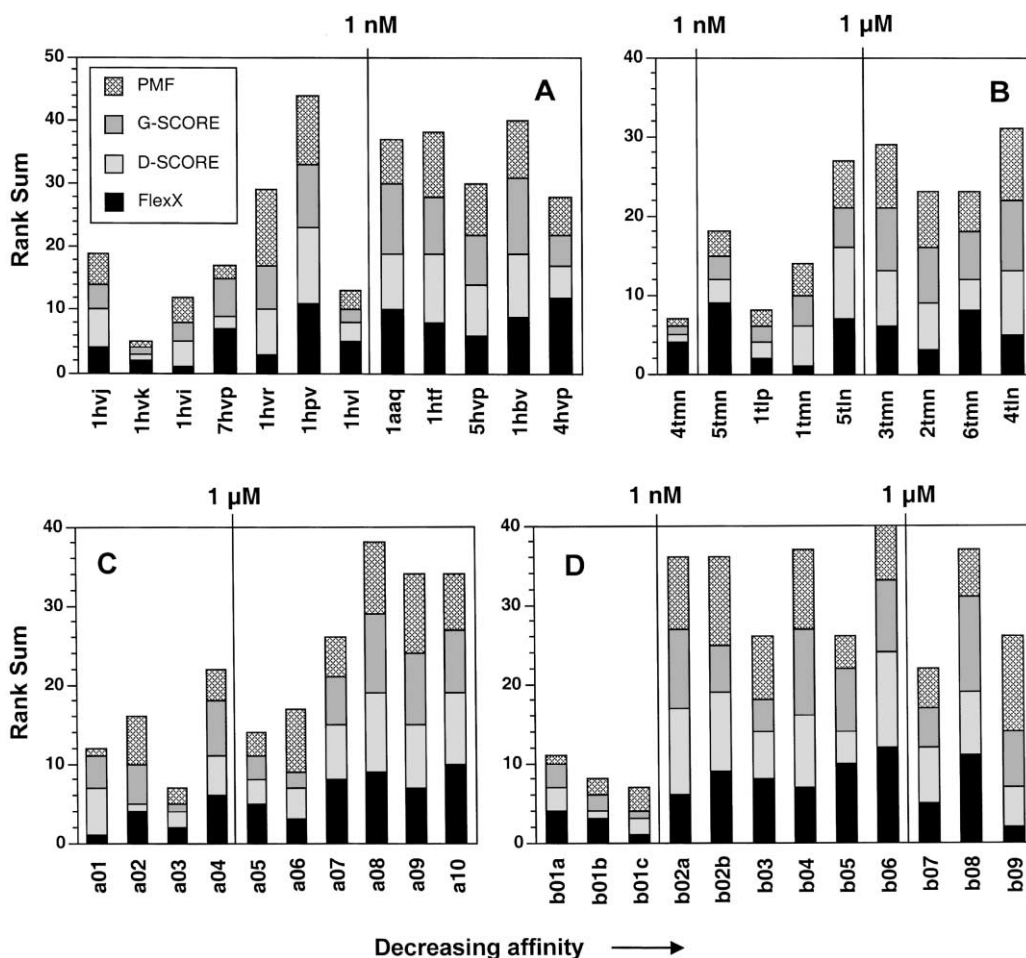 1 nM
1 nM
1 µM
50
40
30
20
10
0
Rank Sum
PMF
G-SCORE
D-SCORE
FlexX
A
1hvj
1hvk
1hvi
7hvp
1hvr
1hpv
1hvl
1aaq
1htf
5hvp
1hbv
4hvp
40
30
20
10
0
B
4tmn
5tmn
1tlp
1tmn
5tln
3tmn
2tmn
6tmn
4tln
1 µM
1 nM
1 µM
40
30
20
10
0
Rank Sum
C
a01
a02
a03
a04
a05
a06
a07
a08
a09
a10
40
30
20
10
0
D
b01a
b01b
b01c
b02a
b02b
b03
b04
b05
b06
b07
b08
b09
Decreasing affinity